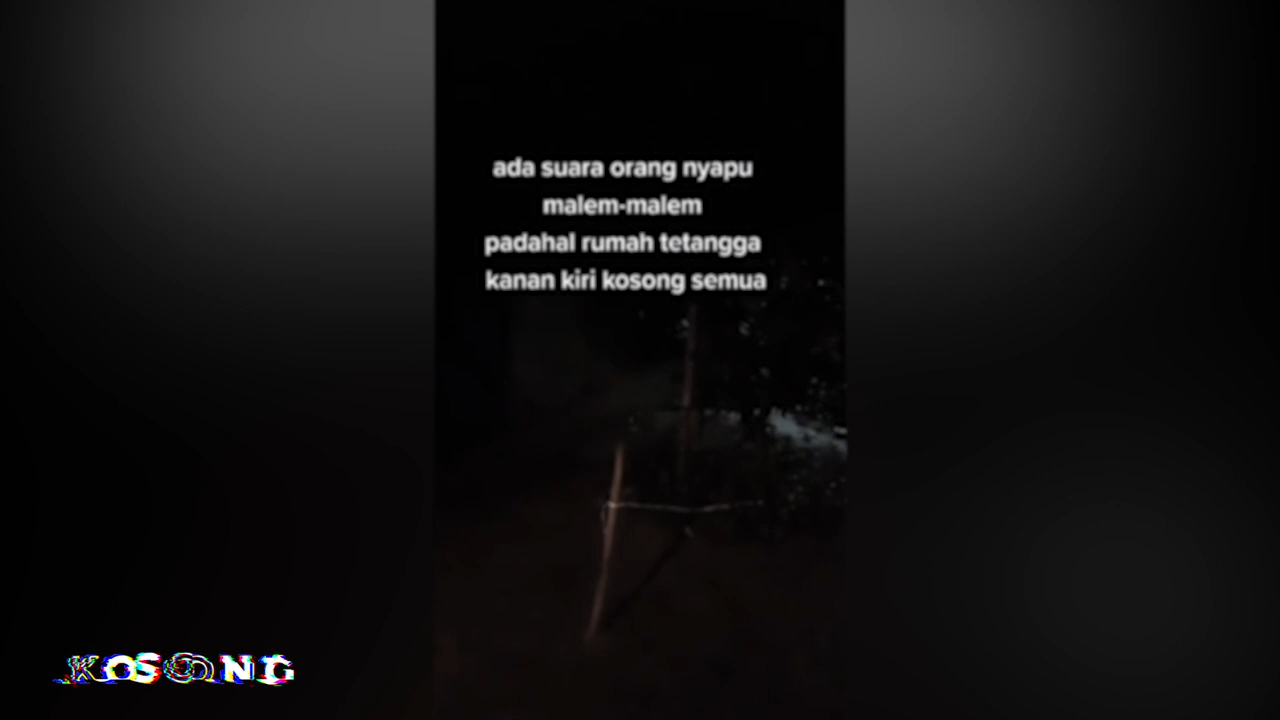 ada suara orang nyapu
malem-malem
padahal rumah tetangga
kanan kiri kosong semua
KOSONG